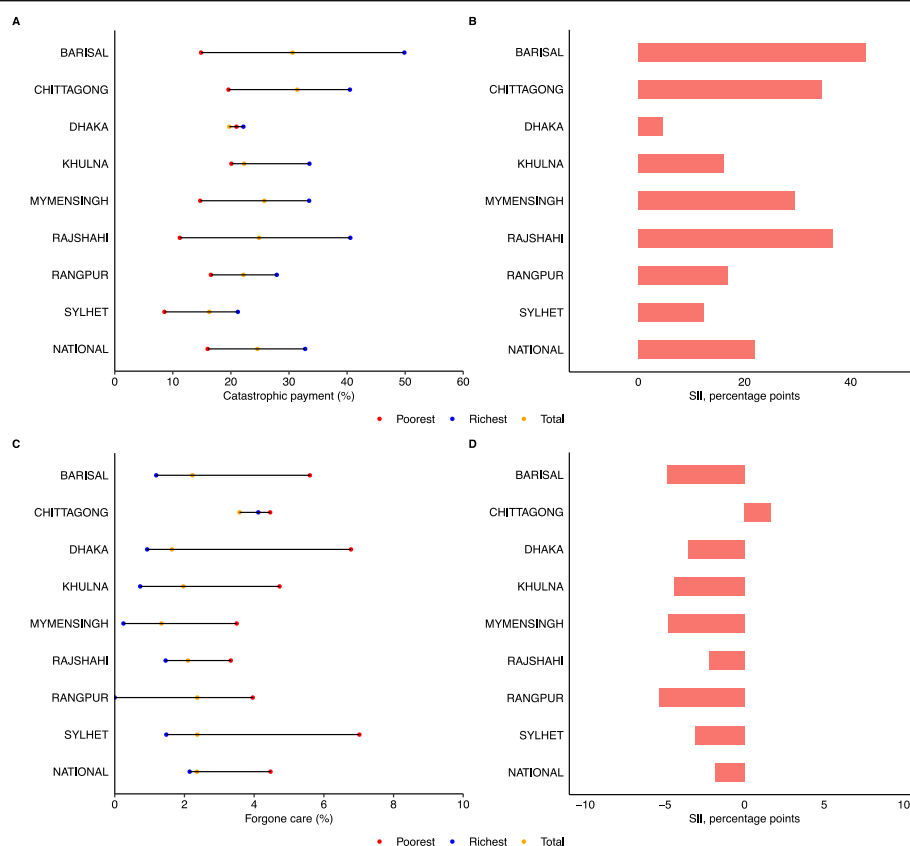 A
BARISAL
CHITTAGONG
DHAKA
KHULNA
MYMENSINGH
RAJSHAHI
RANGPUR
SYLHET
NATIONAL
0 10 20 30 40 50 60
Catastrophic payment (%)
B
BARISAL
CHITTAGONG
DHAKA
KHULNA
MYMENSINGH
RAJSHAHI
RANGPUR
SYLHET
NATIONAL
0 20 40
SII, percentage points
Poorest Richest Total
C
BARISAL
CHITTAGONG
DHAKA
KHULNA
MYMENSINGH
RAJSHAHI
RANGPUR
SYLHET
NATIONAL
0 2 4 6 8 10
Forgone care (%)
D
BARISAL
CHITTAGONG
DHAKA
KHULNA
MYMENSINGH
RAJSHAHI
RANGPUR
SYLHET
NATIONAL
−10 −5 0 5 10
SII, percentage points
Poorest Richest Total